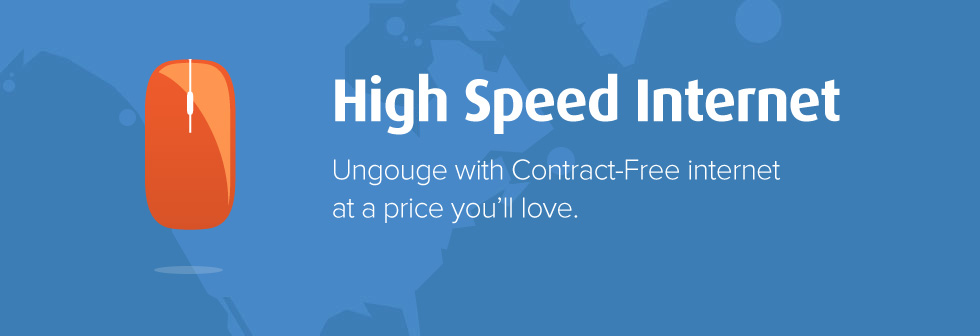 High Speed Internet
Ungouge with Contract-Free internet
at a price you’ll love.